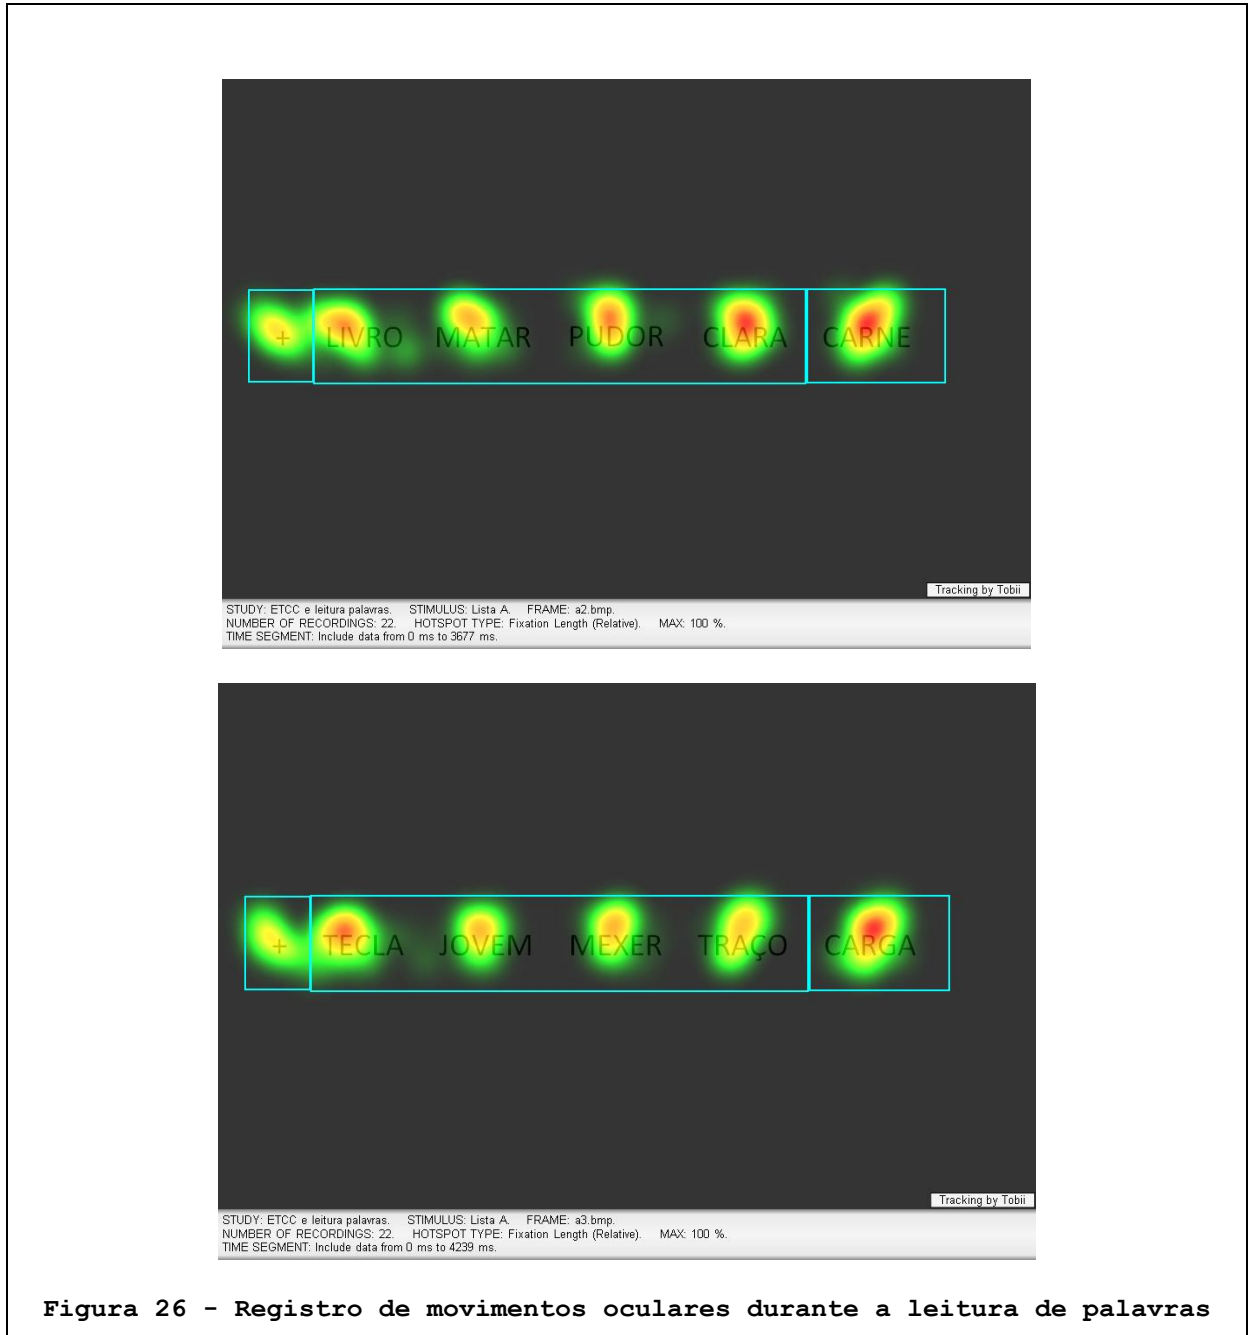 + LIVRO MATAR PUDOR CLARA CARNE
Tracking by Tobii
STUDY: ETCC e leitura palavras. STIMULUS: Lista A. FRAME: a2.bmp.
NUMBER OF RECORDINGS: 22. HOTSPOT TYPE: Fixation Length (Relative). MAX: 100 %.
TIME SEGMENT: Include data from 0 ms to 3677 ms.
+ TECLA JOVEM MEXER TRAÇO CARGA
Tracking by Tobii
STUDY: ETCC e leitura palavras. STIMULUS: Lista A. FRAME: a3.bmp.
NUMBER OF RECORDINGS: 22. HOTSPOT TYPE: Fixation Length (Relative). MAX: 100 %.
TIME SEGMENT: Include data from 0 ms to 4239 ms.
Figura 26 - Registro de movimentos oculares durante a leitura de palavras